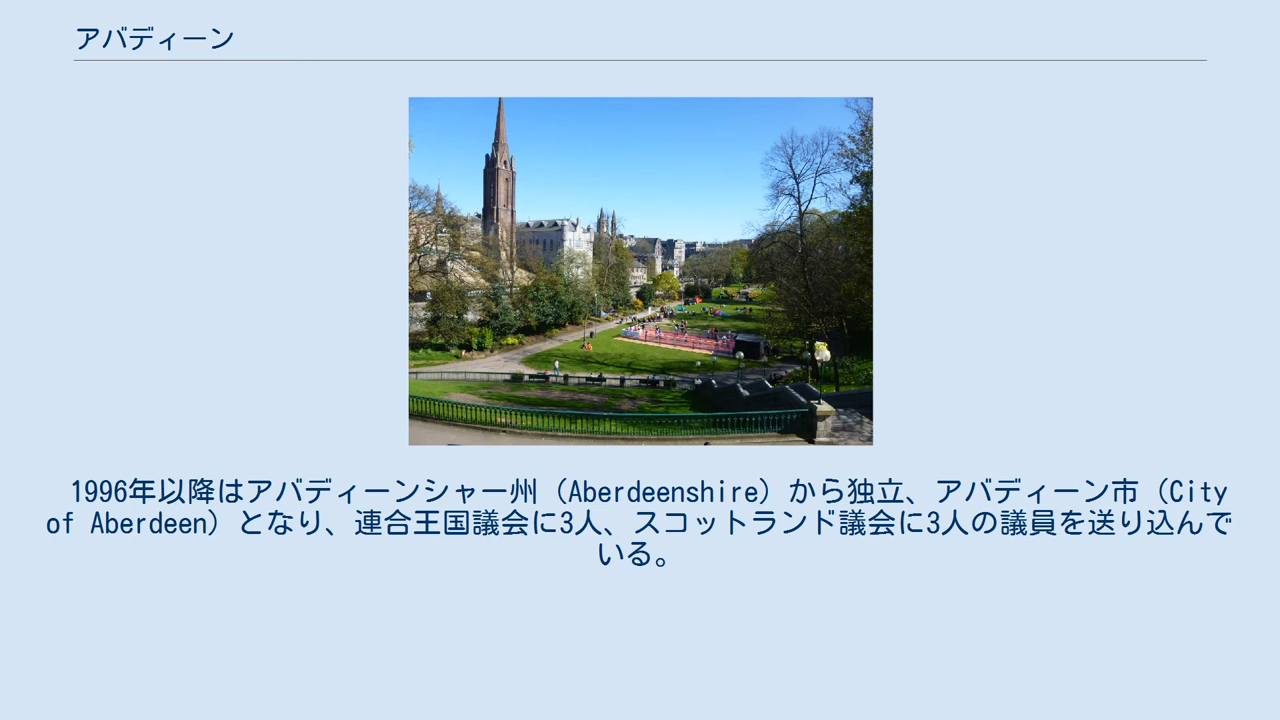 アバディーン
1996年以降はアバディーンシャー州（Aberdeenshire）から独立、アバディーン市（City
of Aberdeen）となり、連合王国議会に3人、スコットランド議会に3人の議員を送り込んで
いる。